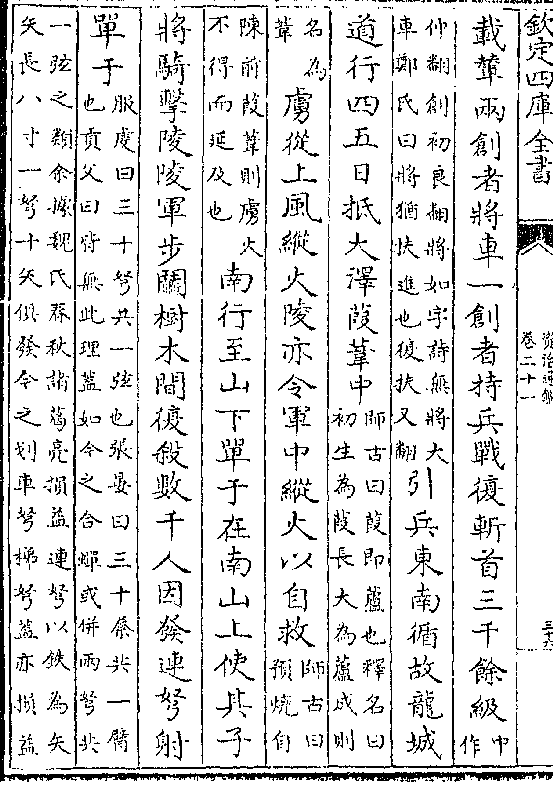 欽定四庫全書
資治通鑑
卷二十一
載輦兩創者將車一創者持兵戰復斬首三千餘級中作
仲翻創初良翻將如字詩無將大
車鄭氏曰將猶扶進也復扶又翻
引兵東南循故龍城
道行四五日抵大澤葭葦中
師古曰葭即蘆也釋名曰
初生為葭長大為蘆成則
名為
葦
虜從上風縱火陵亦令軍中縱火以自救
師古曰
預燒自
陳前葭葦則虜火
不得而延及也
南行至山下單于在南山上使其子
將騎擊陵陵軍步鬭樹木間復殺數千人因發連弩射
單于
服虔曰三十弩共一弦也張晏曰三十絭共一臂
也貢父曰皆無此理蓋如今之合蟬或併兩弩共
一弦之類余據魏氏春秋諸葛亮損益連弩以鉄為矢
矢長八寸一弩十矢俱發今之划車弩梯弩蓋亦損益